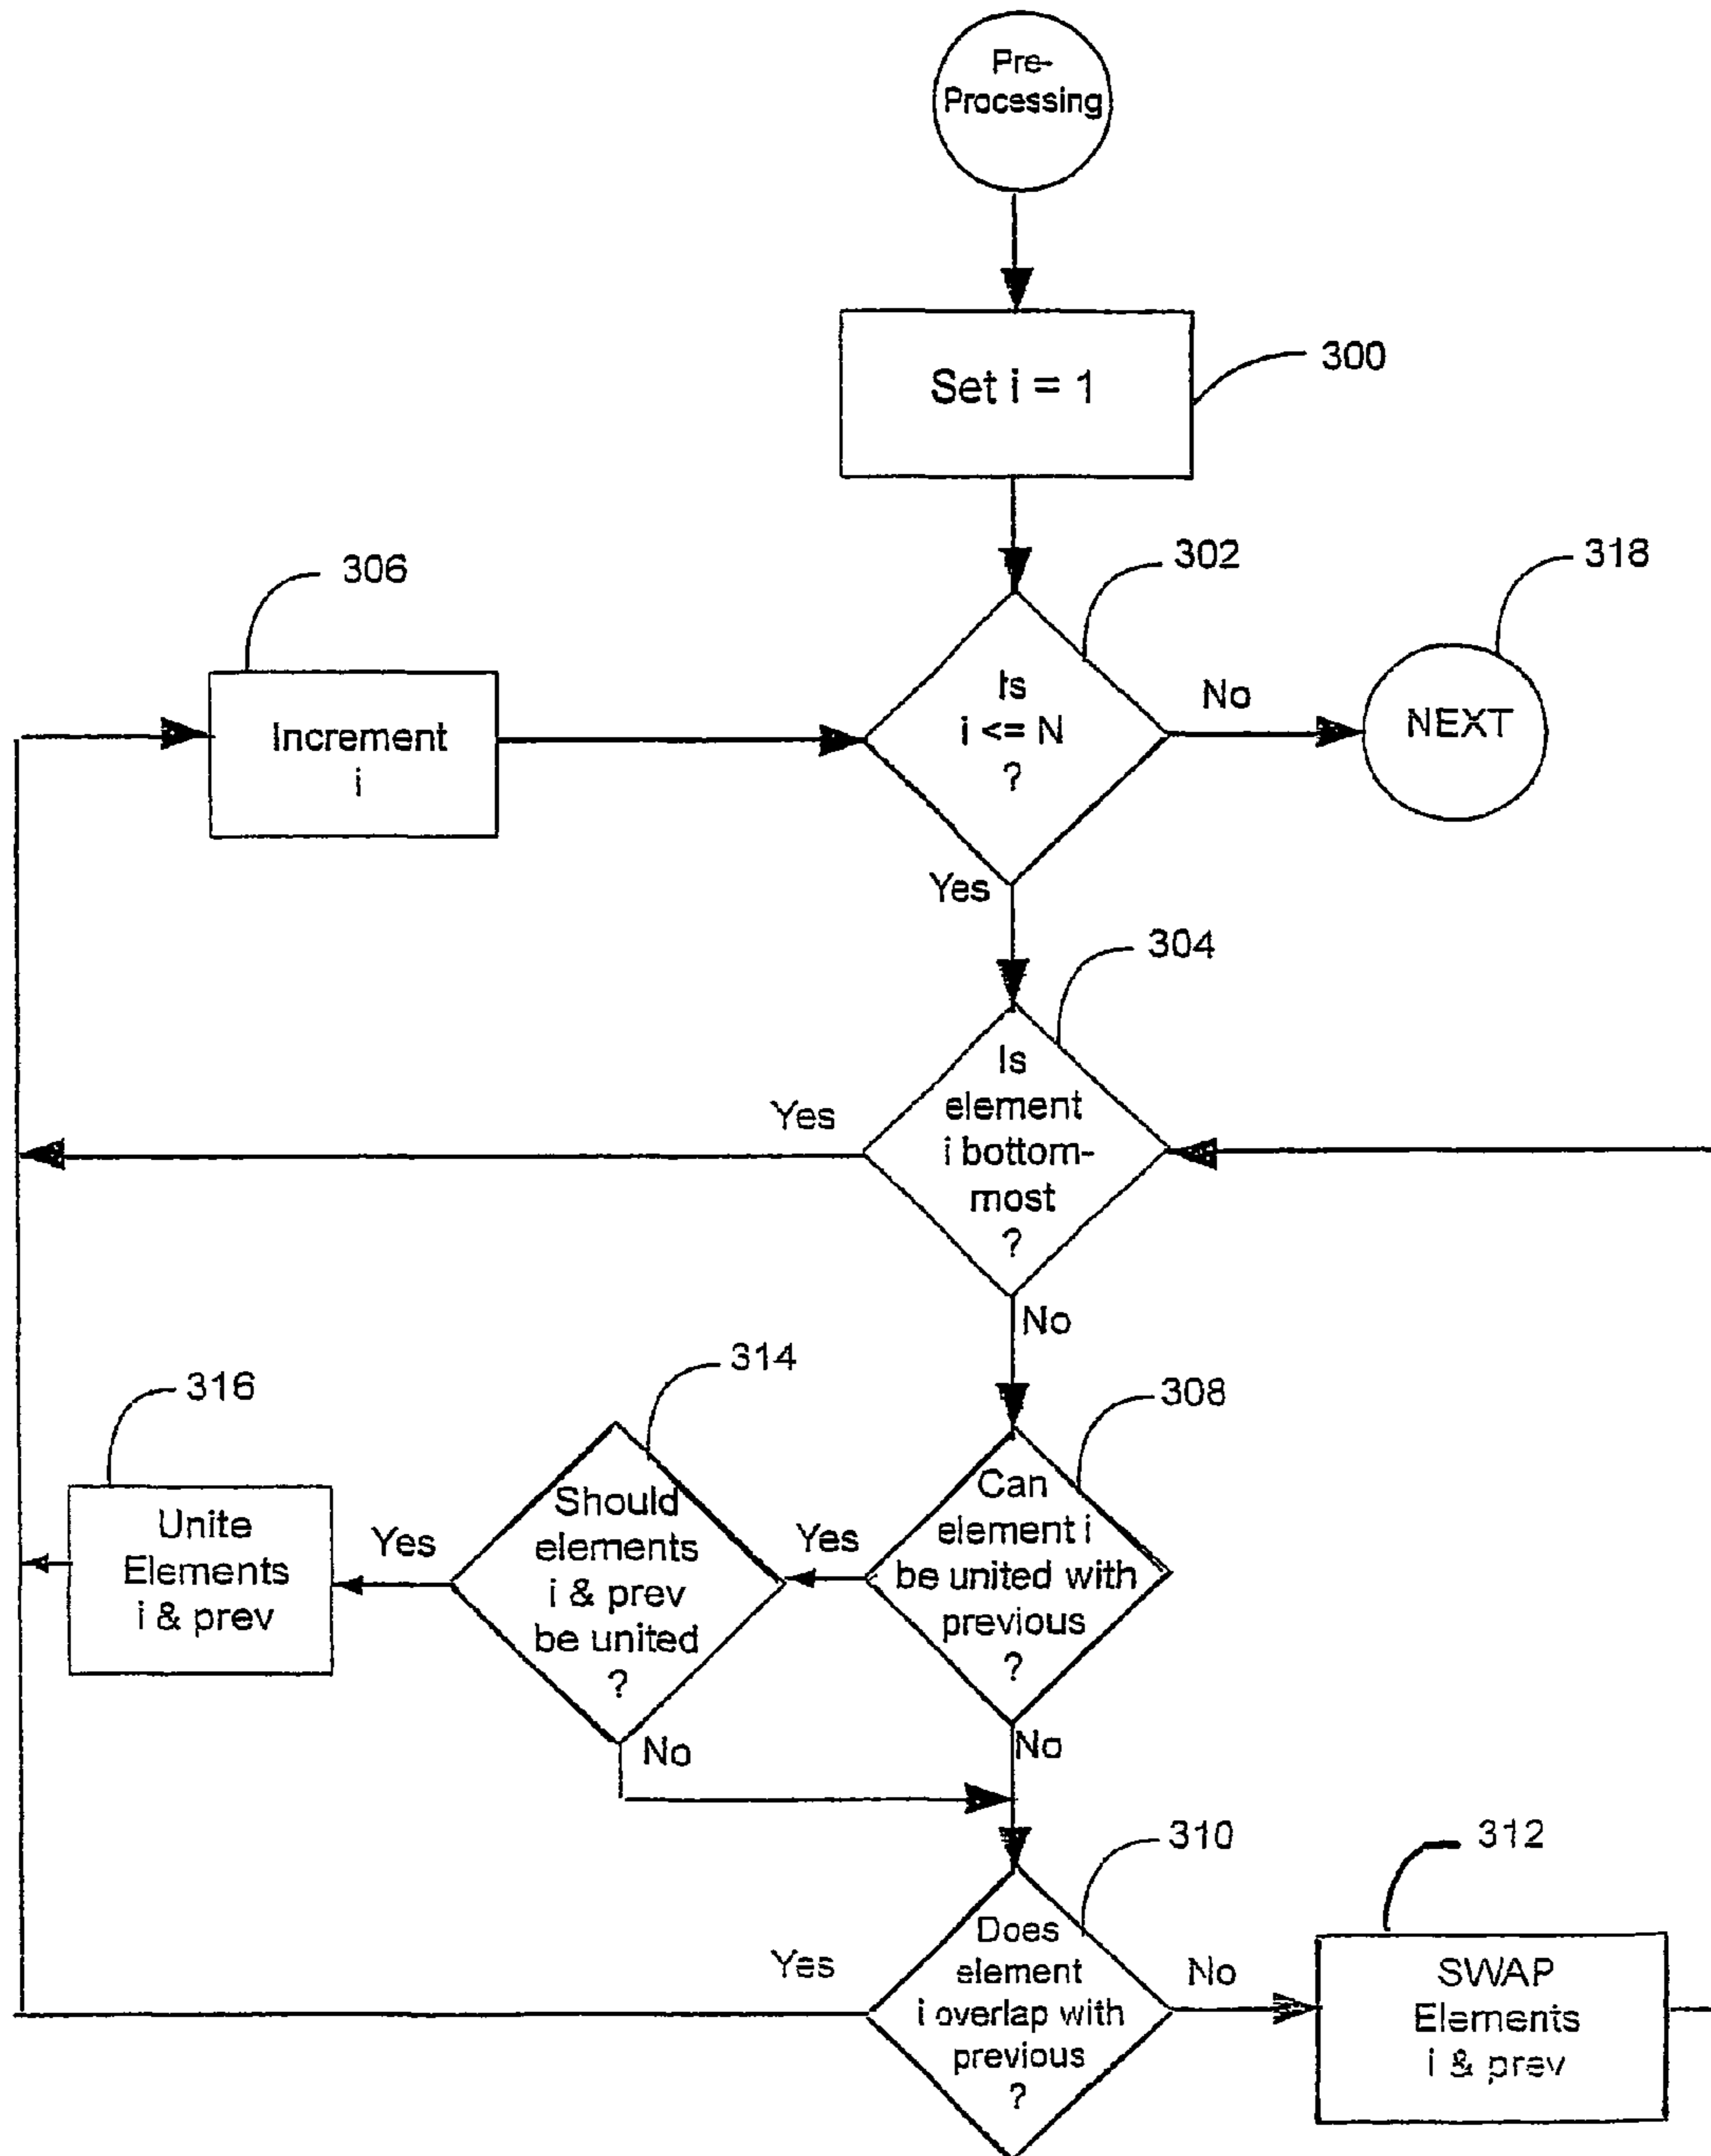 Pre-
Processing
Set i = 1
300
306
302
318
Increment
i
Is
i <= N
?
No
NEXT
Yes
304
Is
element
i bottom-
most
?
Yes
No
316
314
308
Unite
Elements
i & prev
Yes
Should
elements
i & prev
be united
?
Yes
Can
element i
be united with
previous
?
No
No
310
312
Yes
Does
element
i overlap with
previous
?
No
SWAP
Elements
i & prev